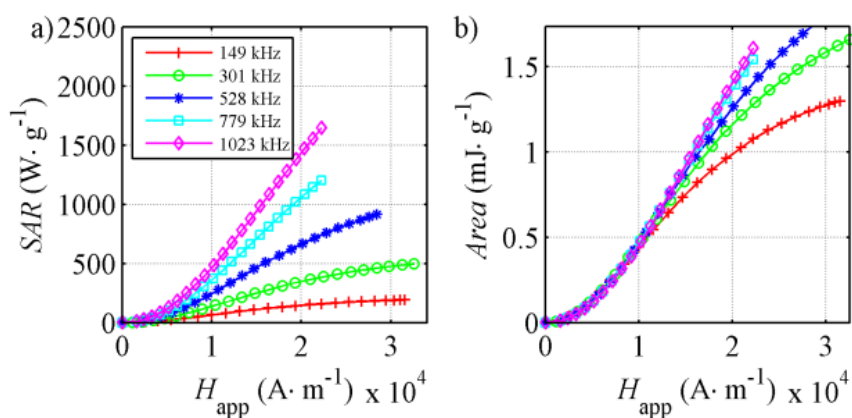 a)
SAR (W· g⁻¹)
2500
2000
1500
1000
500
0
149 kHz
301 kHz
528 kHz
779 kHz
1023 kHz
0 1 2 3
H_app (A· m⁻¹) x 10⁴
b)
Area (mJ· g⁻¹)
1.5
1
0.5
0
0 1 2 3
H_app (A· m⁻¹) x 10⁴